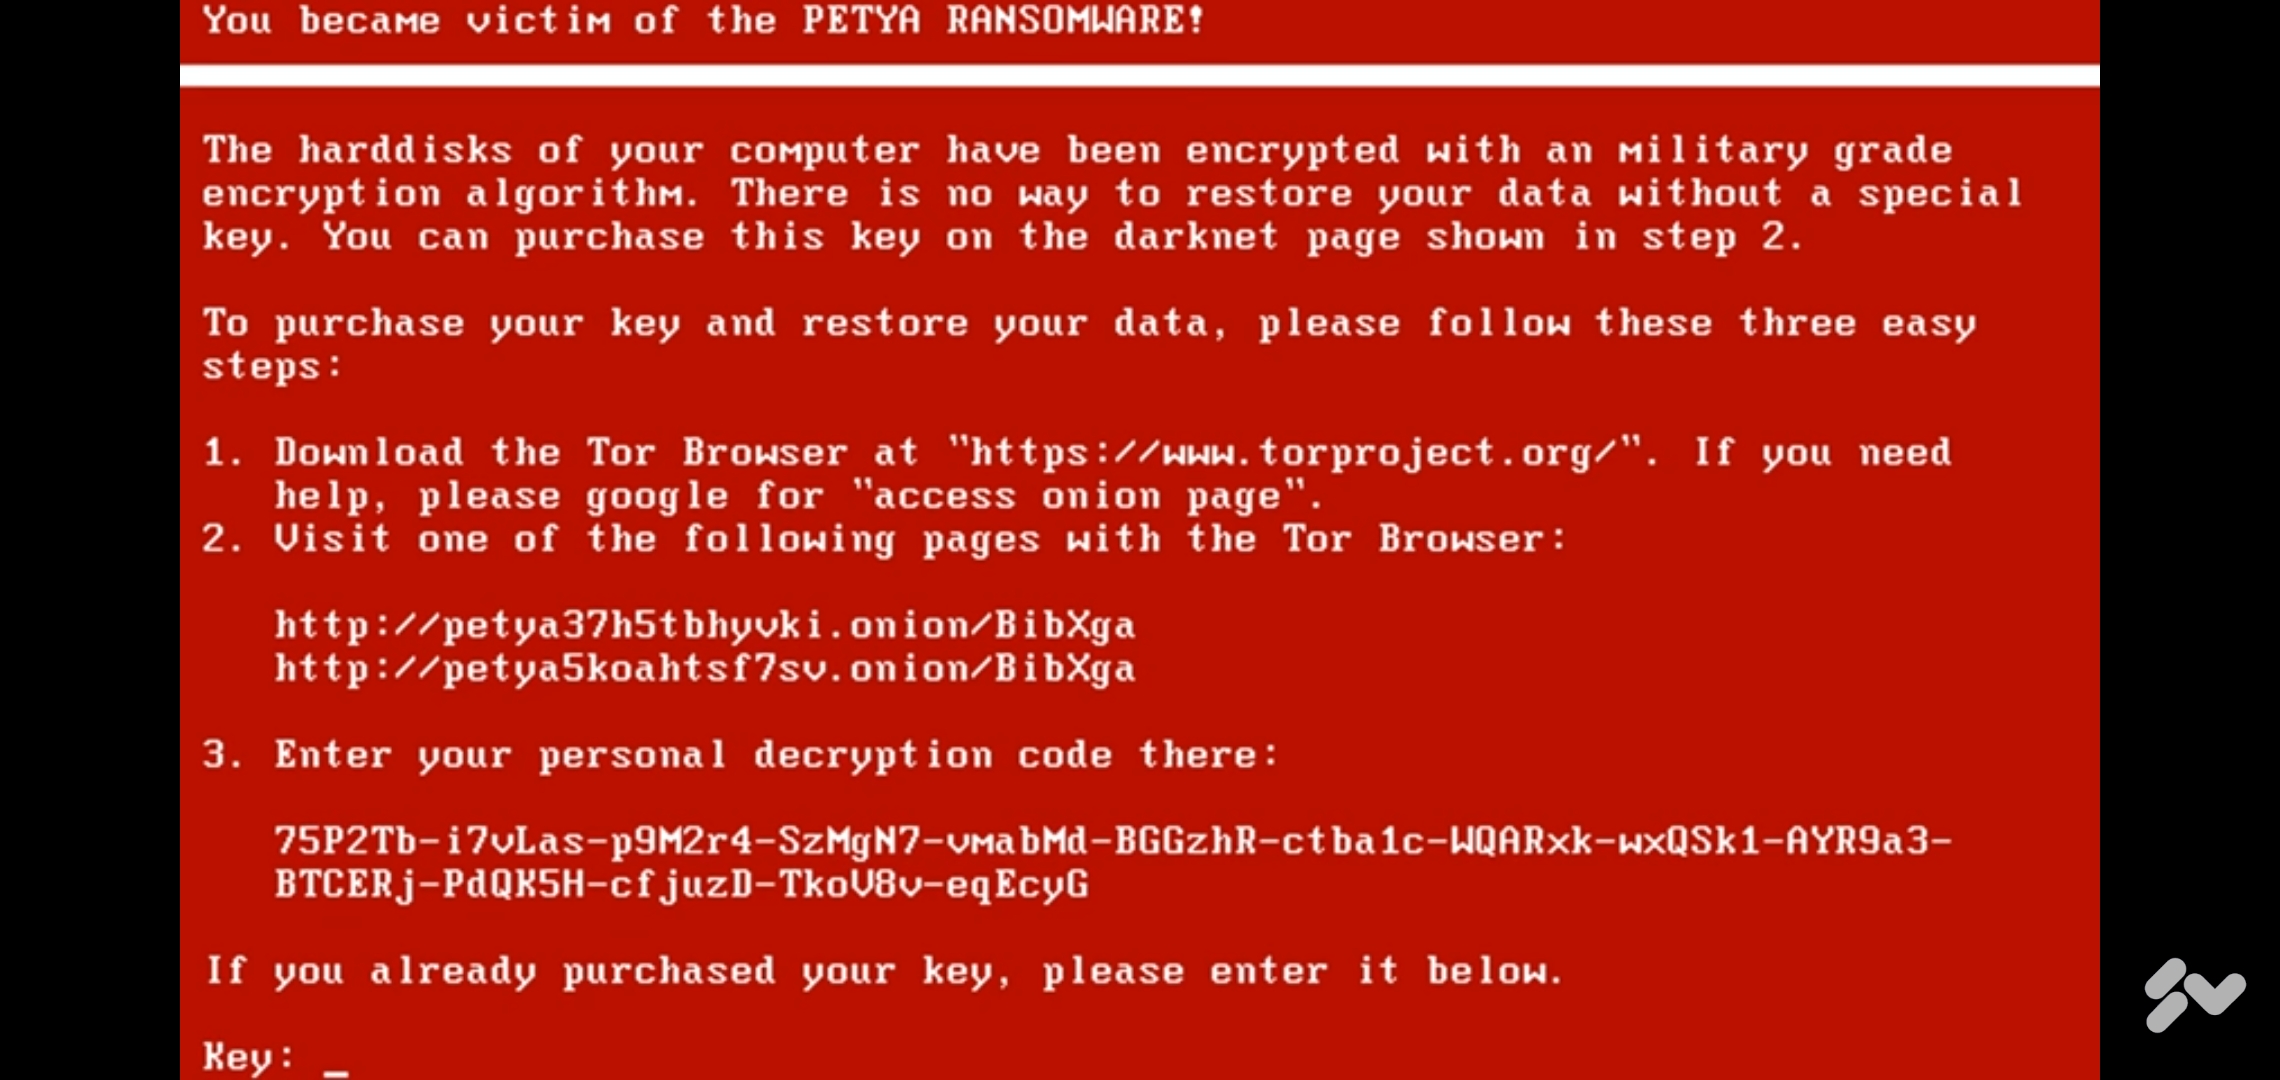 You became victim of the PETYA RANSOMWARE!
The harddisks of your computer have been encrypted with an military grade
encryption algorithm. There is no way to restore your data without a special
key. You can purchase this key on the darknet page shown in step 2.
To purchase your key and restore your data, please follow these three easy
steps:
1. Download the Tor Browser at "https://www.torproject.org/". If you need
help, please google for "access onion page".
2. Visit one of the following pages with the Tor Browser:
http://petya37h5tbhyvki.onion/BibXga
http://petya5koahtsf7sv.onion/BibXga
3. Enter your personal decryption code there:
75P2Tb-i7vLas-p9M2r4-SzMgN7-vmabMd-BGGzhR-ctba1c-WQARxk-wxQSk1-AYR9a3-
BTCERj-PdQK5H-cfjuzD-TkoV8v-eqEcyG
If you already purchased your key, please enter it below.
Key: _